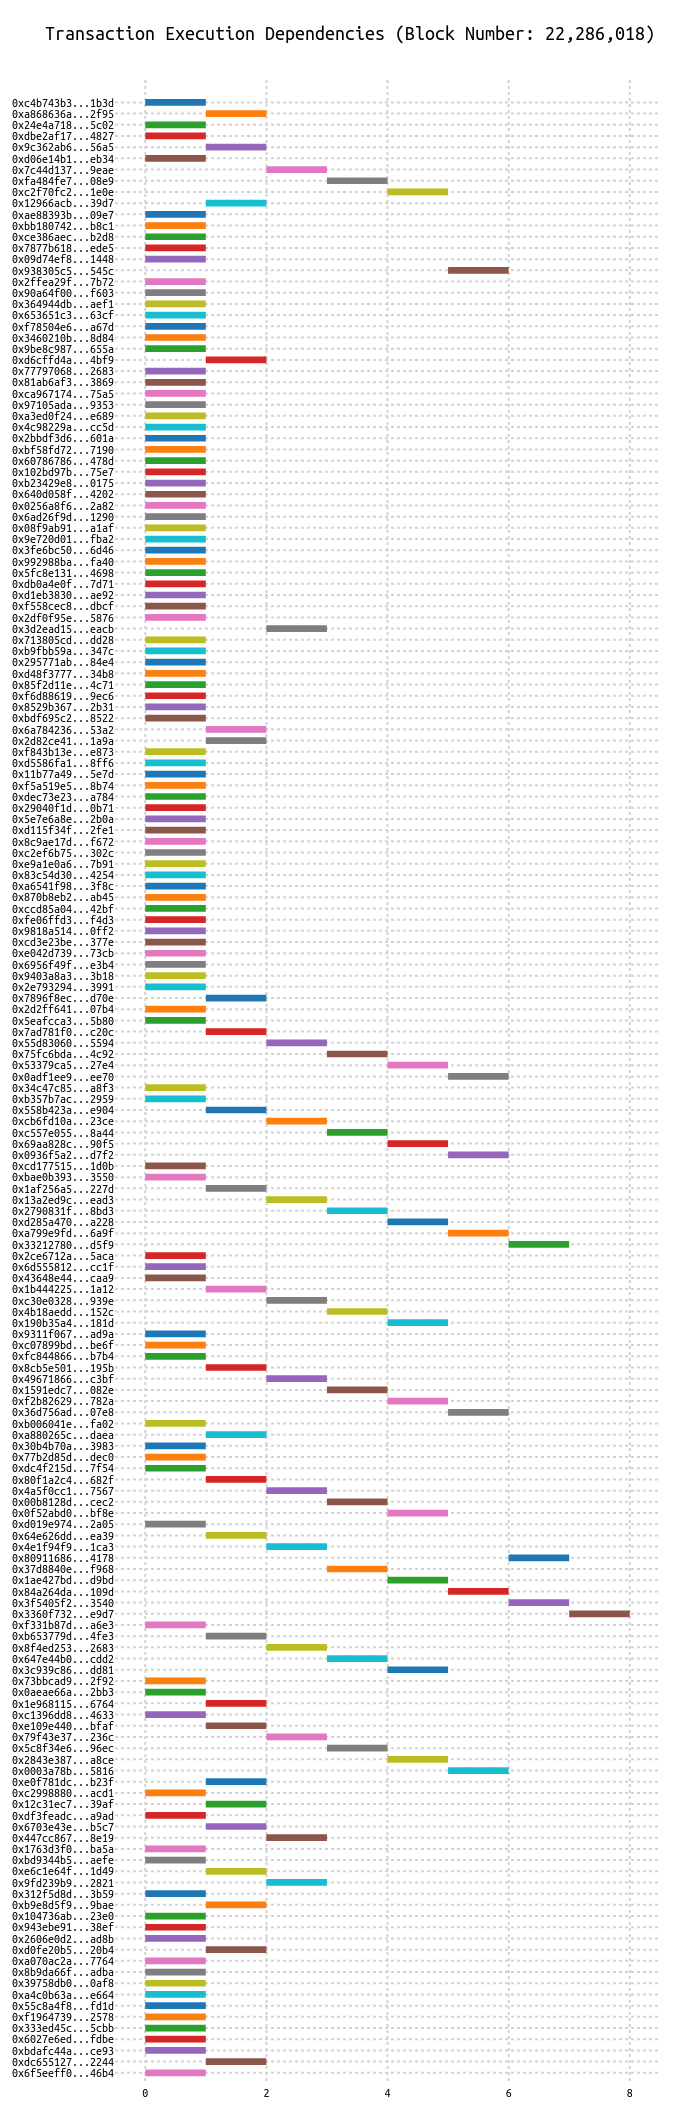 Transaction Execution Dependencies (Block Number: 22,286,018)
0xc4b743b3...1b3d
0xa868636a...2f95
0x24e4a718...5c02
0xdbe2af17...4827
0x9c362ab6...56a5
0xd06e14b1...eb34
0x7c44d137...9eae
0xfa484fe7...08e9
0xc2f70fc2...1e0e
0x12966acb...39d7
0xae88393b...09e7
0xbb180742...b8c1
0xce386aec...b2d8
0x7877b618...ede5
0x09d74ef8...1448
0x938305c5...545c
0x2ffea29f...7b72
0x90a64f00...f603
0x364944db...aef1
0x653651c3...63cf
0xf78504e6...a67d
0x3460210b...8d84
0x9be8c987...655a
0xd6cffd4a...4bf9
0x77797068...2683
0x81ab6af3...3869
0xca967174...75a5
0x97105ada...9353
0xa3ed0f24...e689
0x4c98229a...cc5d
0x2bbdf3d6...601a
0xbf58fd72...7190
0x60786786...478d
0x102bd97b...75e7
0xb23429e8...0175
0x640d058f...4202
0x0256a8f6...2a82
0x6ad26f9d...1290
0x08f9ab91...a1af
0x9e720d01...fba2
0x3fe6bc50...6d46
0x992988ba...fa40
0x5fc8e131...4698
0xdb0a4e0f...7d71
0xd1eb3830...ae92
0xf558cec8...dbcf
0x2df0f95e...5876
0x3d2ead15...eacb
0x713805cd...dd28
0xb9fbb59a...347c
0x295771ab...84e4
0xd48f3777...34b8
0x85f2d11e...4c71
0xf6d88619...9ec6
0x8529b367...2b31
0xbdf695c2...8522
0x6a784236...53a2
0x2d82ce41...1a9a
0xf843b13e...e873
0xd5586fa1...8ff6
0x11b77a49...5e7d
0xf5a519e5...8b74
0xdec73e23...a784
0x29040f1d...0b71
0x5e7e6a8e...2b0a
0xd115f34f...2fe1
0x8c9ae17d...f672
0xc2ef6b75...302c
0xe9a1e0a6...7b91
0x83c54d30...4254
0xa6541f98...3f8c
0x870b8eb2...ab45
0xccd85a04...42bf
0xfe06ffd3...f4d3
0x9818a514...0ff2
0xcd3e23be...377e
0xe042d739...73cb
0x6956f49f...e3b4
0x9403a8a3...3b18
0x2e793294...3991
0x7896f8ec...d70e
0x2d2ff641...07b4
0x5eafcca3...5b80
0x7ad781f0...c20c
0x55d83060...5594
0x75fc6bda...4c92
0x53379ca5...27e4
0x0adf1ee9...ee70
0x34c47c85...a8f3
0xb357b7ac...2959
0x558b423a...e904
0xcb6fd10a...23ce
0xc557e055...8a44
0x69aa828c...90f5
0x0936f5a2...d7f2
0xcd177515...1d0b
0xbae0b393...3550
0x1af256a5...227d
0x13a2ed9c...ead3
0x2790831f...8bd3
0xd285a470...a228
0xa799e9fd...6a9f
0x33212780...d5f9
0x2ce6712a...5aca
0x6d555812...cc1f
0x43648e44...caa9
0x1b444225...1a12
0xc30e0328...939e
0x4b18aedd...152c
0x190b35a4...181d
0x9311f067...ad9a
0xc07899bd...be6f
0xfc844866...b7b4
0x8cb5e501...195b
0x49671866...c3bf
0x1591edc7...082e
0xf2b82629...782a
0x36d756ad...07e8
0xb006041e...fa02
0xa880265c...daea
0x30b4b70a...3983
0x77b2d85d...dec0
0xdc4f215d...7f54
0x80f1a2c4...682f
0x4a5f0cc1...7567
0x00b8128d...cec2
0x0f52abd0...bf8e
0xd019e974...2a05
0x64e626dd...ea39
0x4e1f94f9...1ca3
0x80911686...4178
0x37d8840e...f968
0x1ae427bd...d9bd
0x84a264da...109d
0x3f5405f2...3540
0x3360f732...e9d7
0xf331b87d...a6e3
0xb653779d...4fe3
0x8f4ed253...2683
0x647e44b0...cdd2
0x3c939c86...dd81
0x73bbcad9...2f92
0x0aeae66a...2bb3
0x1e968115...6764
0xc1396dd8...4633
0xe109e440...bfaf
0x79f43e37...236c
0x5c8f34e6...96ec
0x2843e387...a8ce
0x0003a78b...5816
0xe0f781dc...b23f
0xc2998880...acd1
0x12c31ec7...39af
0xdf3feadc...a9ad
0x6703e43e...b5c7
0x447cc867...8e19
0x1763d3f0...ba5a
0xbd9344b5...aefe
0xe6c1e64f...1d49
0x9fd239b9...2821
0x312f5d8d...3b59
0xb9e8d5f9...9bae
0x104736ab...23e0
0x943ebe91...38ef
0x2606e0d2...ad8b
0xd0fe20b5...20b4
0xa070ac2a...7764
0x8b9da66f...adba
0x39758db0...0af8
0xa4c0b63a...e664
0x55c8a4f8...fd1d
0xf1964739...2578
0x333ed45c...5cbb
0x6027e6ed...fdbe
0xbdafc44a...ce93
0xdc655127...2244
0x6f5eeff0...46b4
0 2 4 6 8